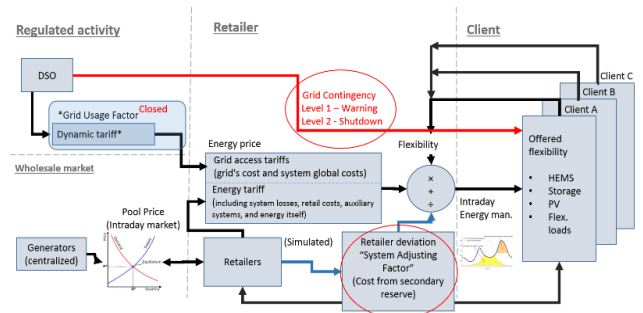 Regulated activity
Retailer
Client
DSO
*Grid Usage Factor
Closed
Dynamic tariff*
Wholesale market
Grid Contingency
Level 1 – Warning
Level 2 - Shutdown
Client C
Client B
Client A
Energy price
Grid access tariffs
(grid's cost and system global costs)
Energy tariff
(including system losses, retail costs, auxiliary
systems, and energy itself)
Flexibility
×
+
÷
Offered
flexibility
• HEMS
• Storage
• PV
• Flex.
loads
Intraday
Energy man.
Pool Price
(Intraday market)
Generators
(centralized)
Retailers
(Simulated)
Retailer deviation
“System Adjusting
Factor”
(Cost from secondary
reserve)